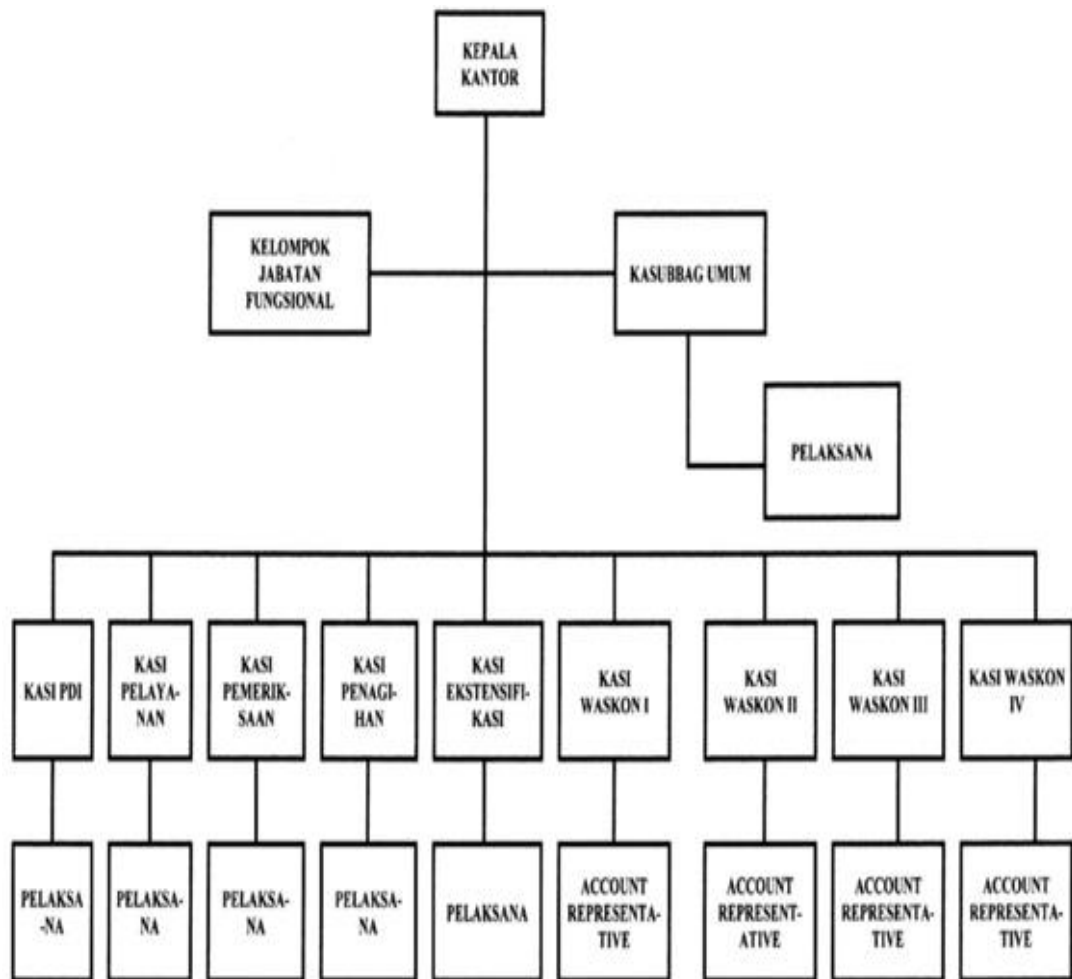 KEPALA
KANTOR
KELOMPOK
JABATAN
FUNGSIONAL
KASUBBAG UMUM
PELAKSANA
KASI PDI
KASI
PELAYA-
NAN
KASI
PEMERIK-
SAAN
KASI
PENAGI-
HAN
KASI
EKSTENSIFI-
KASI
KASI
WASKON I
KASI
WASKON II
KASI
WASKON III
KASI WASKON
IV
PELAKSA
-NA
PELAKSA-
NA
PELAKSA-
NA
PELAKSA-
NA
PELAKSANA
ACCOUNT
REPRESENTA-
TIVE
ACCOUNT
REPRESENT-
ATIVE
ACCOUNT
REPRESENTA-
TIVE
ACCOUNT
REPRESENTA-
TIVE